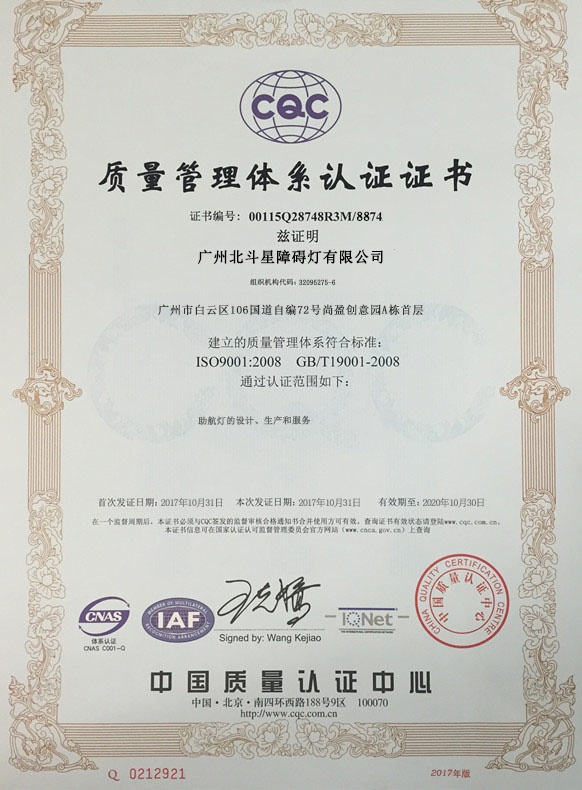 CQC
质量管理体系认证证书
证书编号: 00115Q28748R3M/8874
兹证明
广州北斗星障碍灯有限公司
组织机构代码: 32095275-6
广州市白云区106国道自编72号尚盈创意园A栋首层
建立的质量管理体系符合标准:
ISO9001:2008 GB/T19001-2008
通过认证范围如下:
助航灯的设计、生产和服务
首次发证日期: 2017年10月31日 本次发证日期: 2017年10月31日 有效期至: 2020年10月30日
在一个监督周期后,本证书必须与CQC签发的监督审核合格通知书合并使用方可有效。查询证书有效状态请登陆www.cqc.com.cn,
本证书信息可在国家认证认可监督管理委员会官方网站(www.cnca.gov.cn)上查询
CNAS
体系认证
CNAS C001-Q
MEMBER OF MULTILATERAL
IAF
RECOGNITION ARRANGEMENT
Signed by: Wang Kejiao
IQNet
THE INTERNATIONAL CERTIFICATION NETWORK
CHINA QUALITY CERTIFICATION CENTRE
中国质量认证中心
中国质量认证中心
中国·北京·南四环西路188号9区 100070
http://www.cqc.com.cn
Q 0212921
2017年版